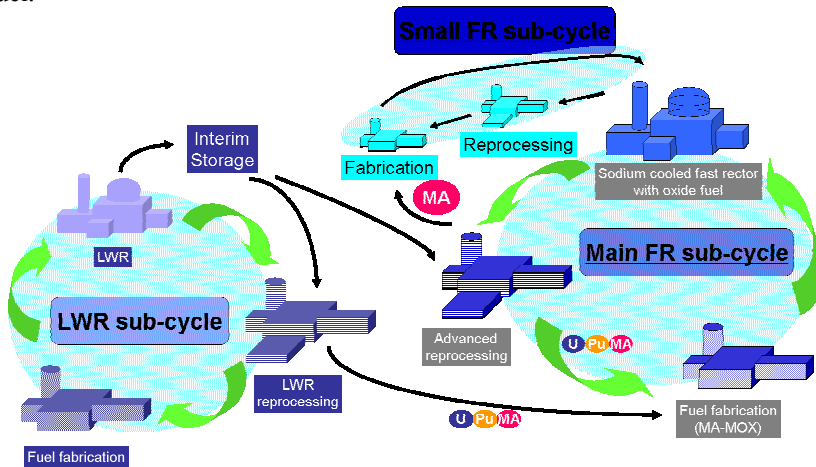 Small FR sub-cycle
Interim
Storage
Reprocessing
Fabrication
Sodium cooled fast rector
with oxide fuel
MA
LWR
Main FR sub-cycle
LWR sub-cycle
Advanced
reprocessing
U Pu MA
LWR
reprocessing
U Pu MA
Fuel fabrication
(MA-MOX)
Fuel fabrication